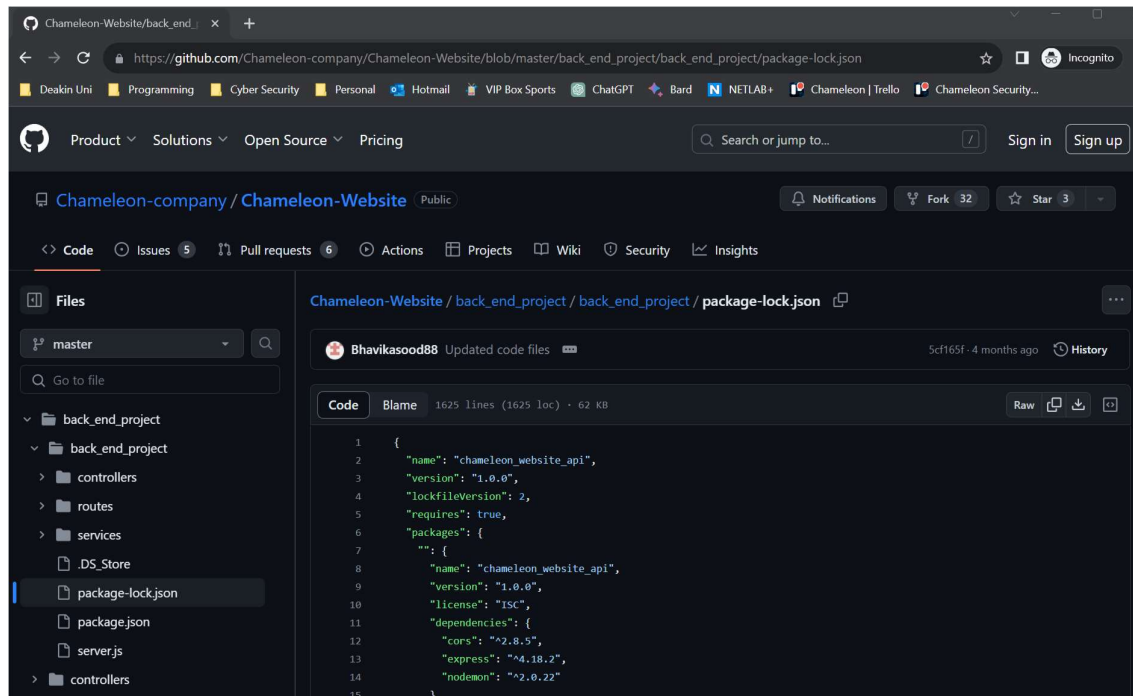 Chameleon-Website/back_end_
https://github.com/Chameleon-company/Chameleon-Website/blob/master/back_end_project/back_end_project/package-lock.json
Incognito
Deakin Uni Programming Cyber Security Personal Hotmail VIP Box Sports ChatGPT Bard NETLAB+ Chameleon | Trello Chameleon Security...
Product Solutions Open Source Pricing Search or jump to... / Sign in Sign up
Chameleon-company / Chameleon-Website Public Notifications Fork 32 Star 3
<> Code Issues 5 Pull requests 6 Actions Projects Wiki Security Insights
Files
master
Go to file
back_end_project
back_end_project
controllers
routes
services
.DS_Store
package-lock.json
package.json
server.js
controllers
Chameleon-Website / back_end_project / back_end_project / package-lock.json
Bhavikasood88 Updated code files 5cf165f · 4 months ago History
Code Blame 1625 lines (1625 loc) · 62 KB Raw
1 {
2 "name": "chameleon_website_api",
3 "version": "1.0.0",
4 "lockfileVersion": 2,
5 "requires": true,
6 "packages": {
7 "": {
8 "name": "chameleon_website_api",
9 "version": "1.0.0",
10 "license": "ISC",
11 "dependencies": {
12 "cors": "^2.8.5",
13 "express": "^4.18.2",
14 "nodemon": "^2.0.22"
15 }